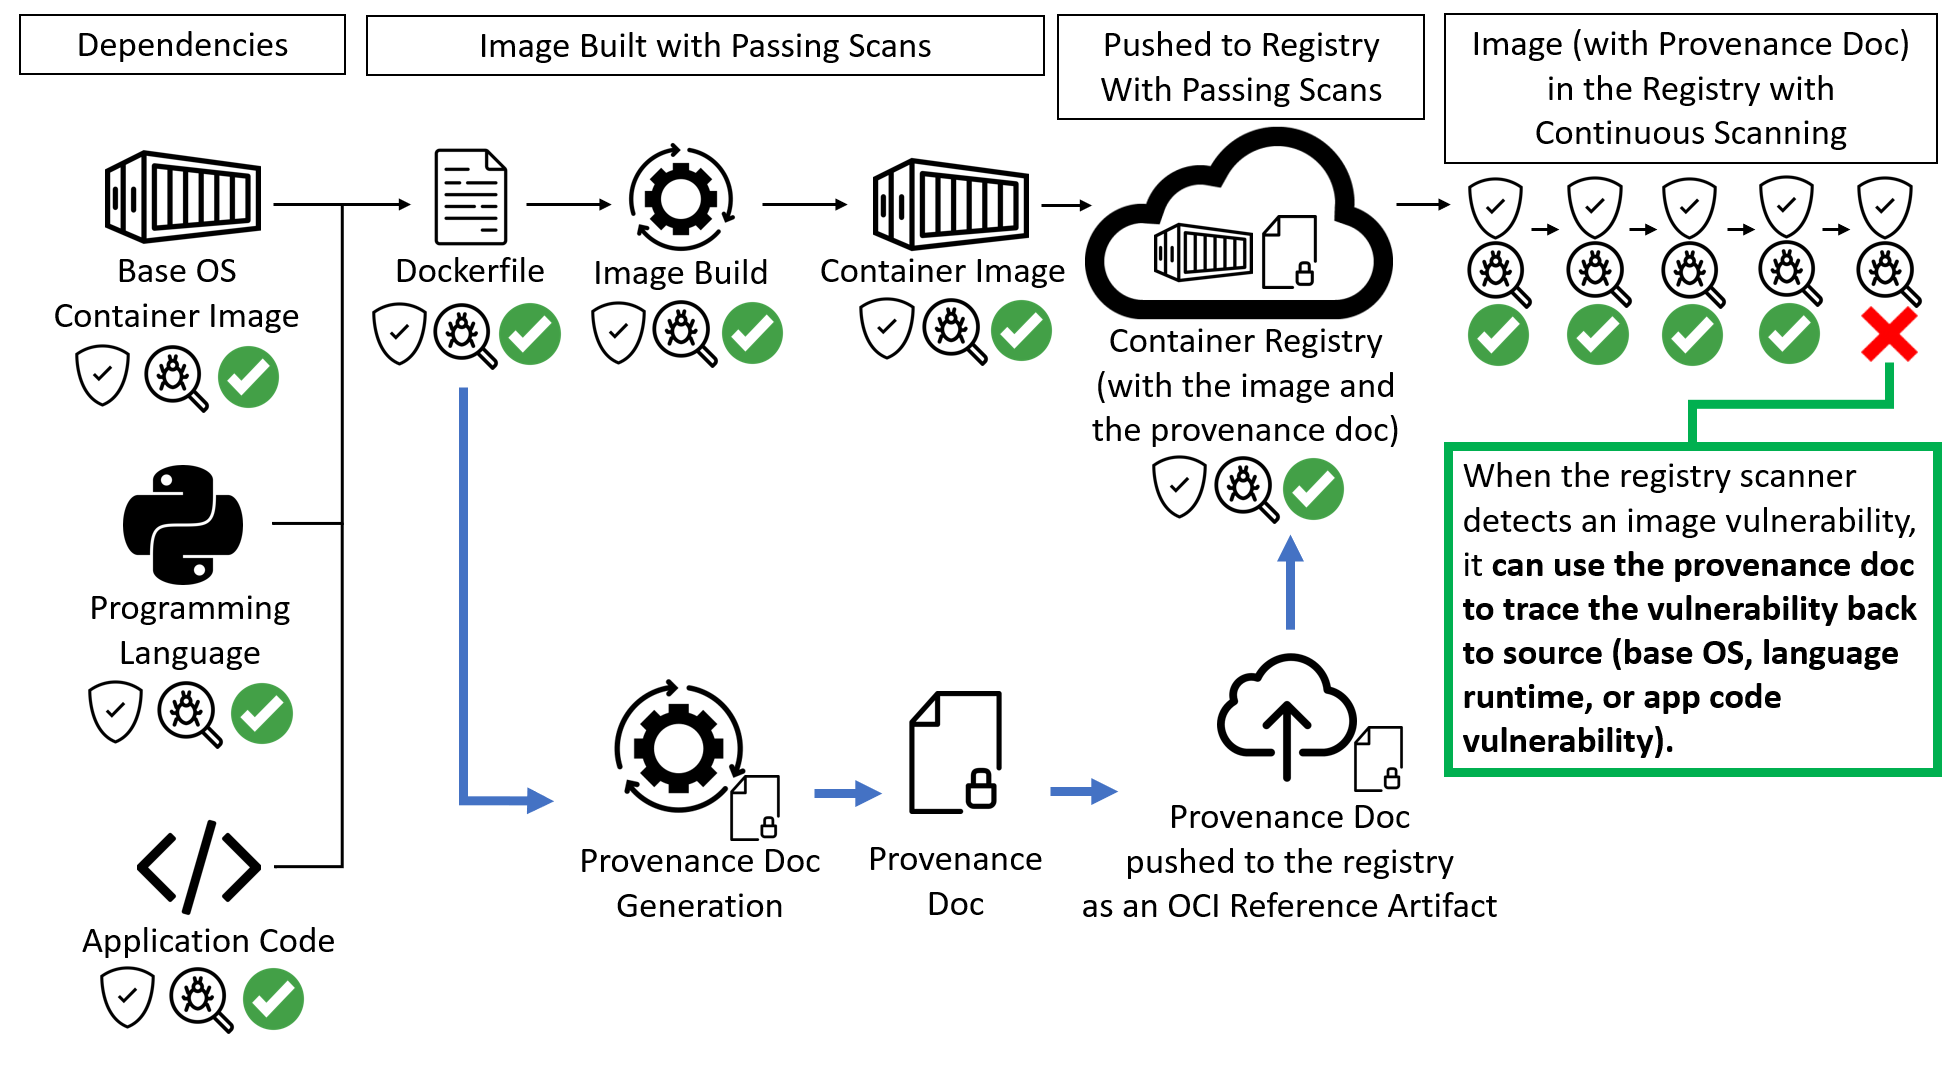 Dependencies
Image Built with Passing Scans
Pushed to Registry
With Passing Scans
Image (with Provenance Doc)
in the Registry with
Continuous Scanning
Base OS
Container Image
Dockerfile
Image Build
Container Image
Container Registry
(with the image and
the provenance doc)
When the registry scanner
detects an image vulnerability,
it can use the provenance doc
to trace the vulnerability back
to source (base OS, language
runtime, or app code
vulnerability).
Programming
Language
Provenance Doc
Generation
Provenance
Doc
Provenance Doc
pushed to the registry
as an OCI Reference Artifact
Application Code